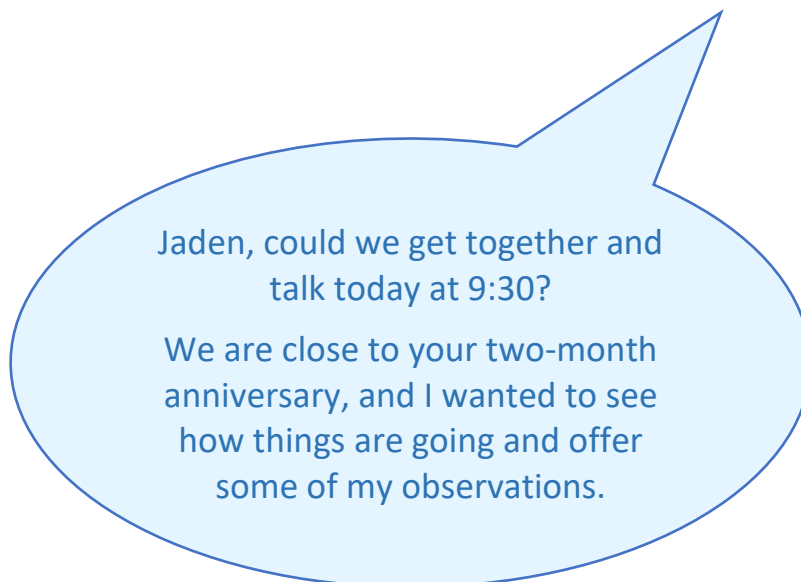 Jaden, could we get together and
talk today at 9:30?
We are close to your two-month
anniversary, and I wanted to see
how things are going and offer
some of my observations.